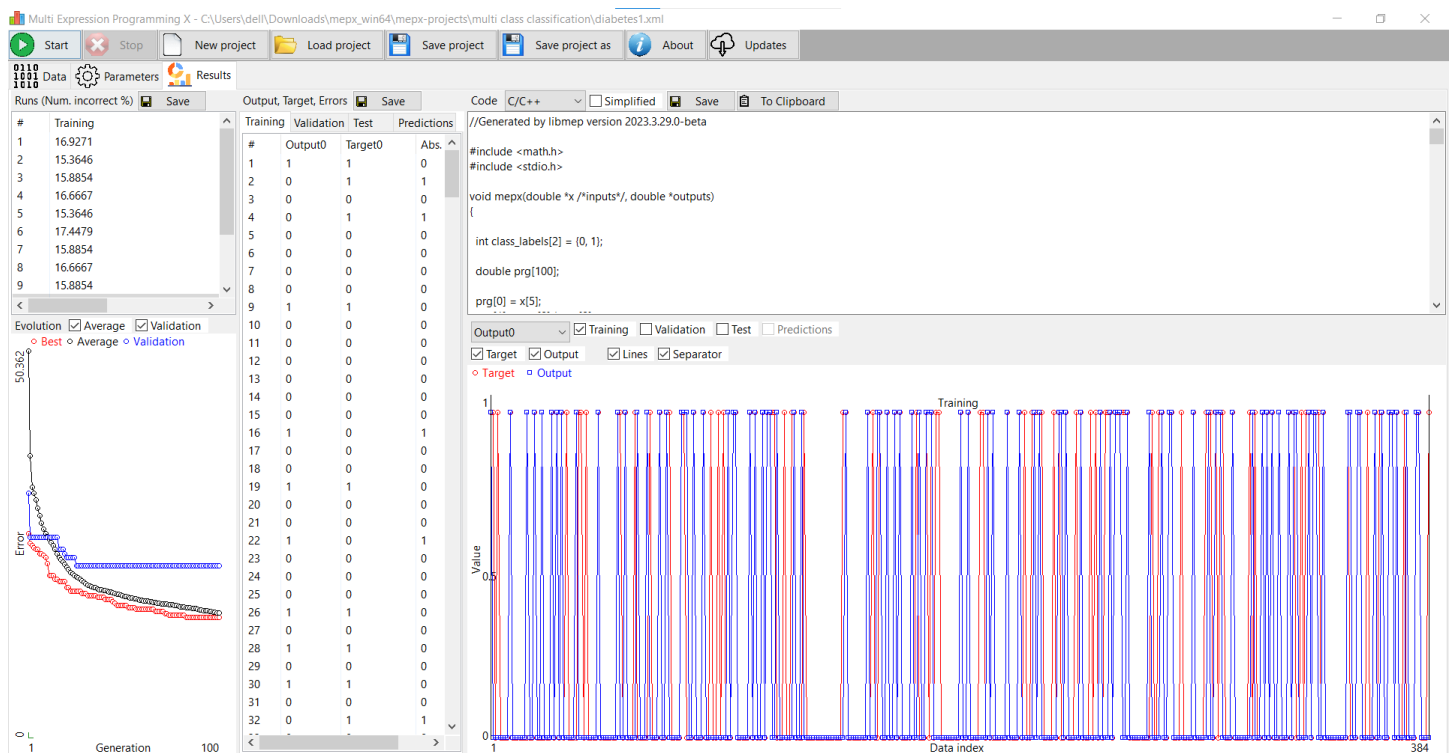 Multi Expression Programming X - C:\Users\dell\Downloads\mepx_win64\mepx-projects\multi class classification\diabetes1.xml
Start Stop New project Load project Save project Save project as About Updates
0110
1001
1010
Data Parameters Results
Runs (Num. incorrect %) Save
# Training
1 16.9271
2 15.3646
3 15.8854
4 16.6667
5 15.3646
6 17.4479
7 15.8854
8 16.6667
9 15.8854
Evolution Average Validation
Best Average Validation
50.362
Error
0
1 Generation 100
Output, Target, Errors Save
Training Validation Test Predictions
# Output0 Target0 Abs.
1 1 1 0
2 0 1 1
3 0 0 0
4 0 1 1
5 0 0 0
6 0 0 0
7 0 0 0
8 0 0 0
9 1 1 0
10 0 0 0
11 0 0 0
12 0 0 0
13 0 0 0
14 0 0 0
15 0 0 0
16 1 0 1
17 0 0 0
18 0 0 0
19 1 1 0
20 0 0 0
21 0 0 0
22 1 0 1
23 0 0 0
24 0 0 0
25 0 0 0
26 1 1 0
27 0 0 0
28 1 1 0
29 0 0 0
30 1 1 0
31 0 0 0
32 0 1 1
Code C/C++ Simplified Save To Clipboard
//Generated by libmep version 2023.3.29.0-beta
#include <math.h>
#include <stdio.h>
void mepx(double *x /*inputs*/, double *outputs)
{
int class_labels[2] = {0, 1};
double prg[100];
prg[0] = x[5];
Output0 Training Validation Test Predictions
Target Output Lines Separator
Target Output
Training
1
Value
0.5
0
1 Data index 384